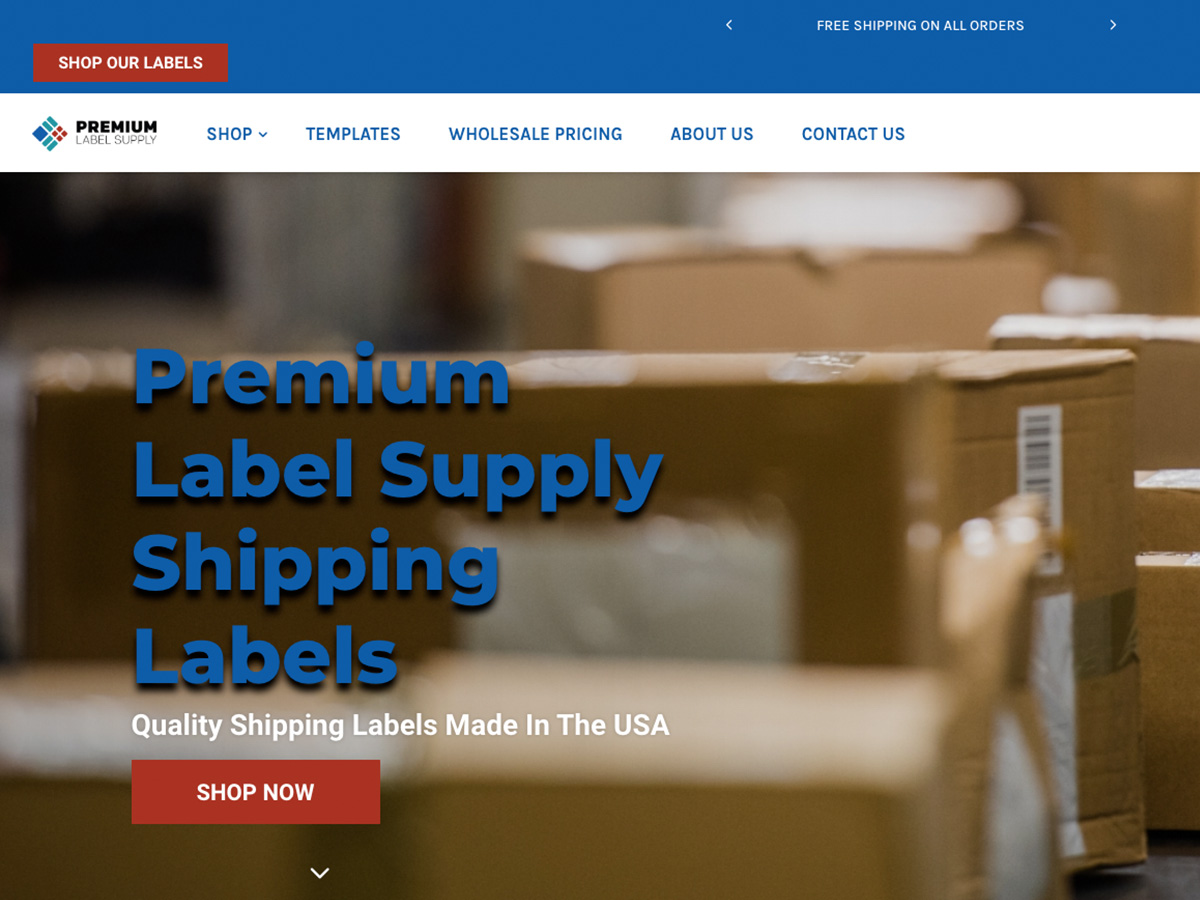 FREE SHIPPING ON ALL ORDERS
SHOP OUR LABELS
PREMIUM
LABEL SUPPLY
SHOP
TEMPLATES
WHOLESALE PRICING
ABOUT US
CONTACT US
Premium
Label Supply
Shipping
Labels
Quality Shipping Labels Made In The USA
SHOP NOW